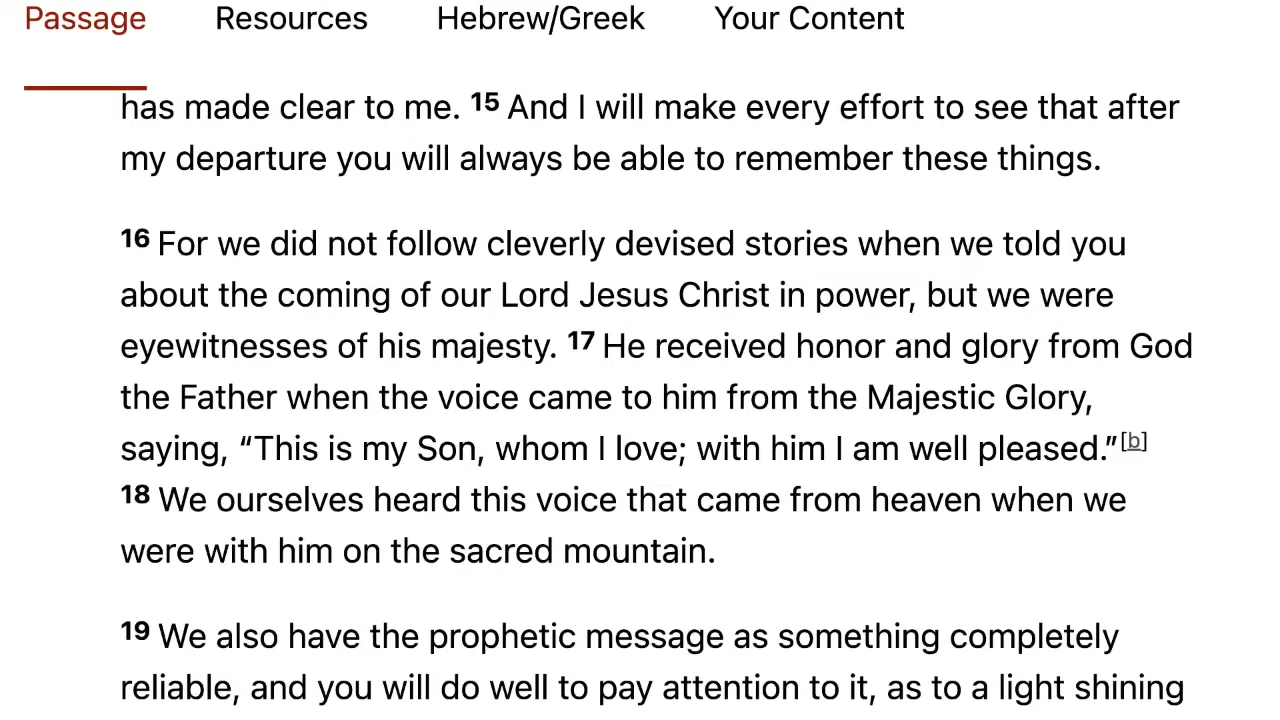 Passage Resources Hebrew/Greek Your Content
has made clear to me. 15 And I will make every effort to see that after
my departure you will always be able to remember these things.
16 For we did not follow cleverly devised stories when we told you
about the coming of our Lord Jesus Christ in power, but we were
eyewitnesses of his majesty. 17 He received honor and glory from God
the Father when the voice came to him from the Majestic Glory,
saying, “This is my Son, whom I love; with him I am well pleased.”[b]
18 We ourselves heard this voice that came from heaven when we
were with him on the sacred mountain.
19 We also have the prophetic message as something completely
reliable, and you will do well to pay attention to it, as to a light shining